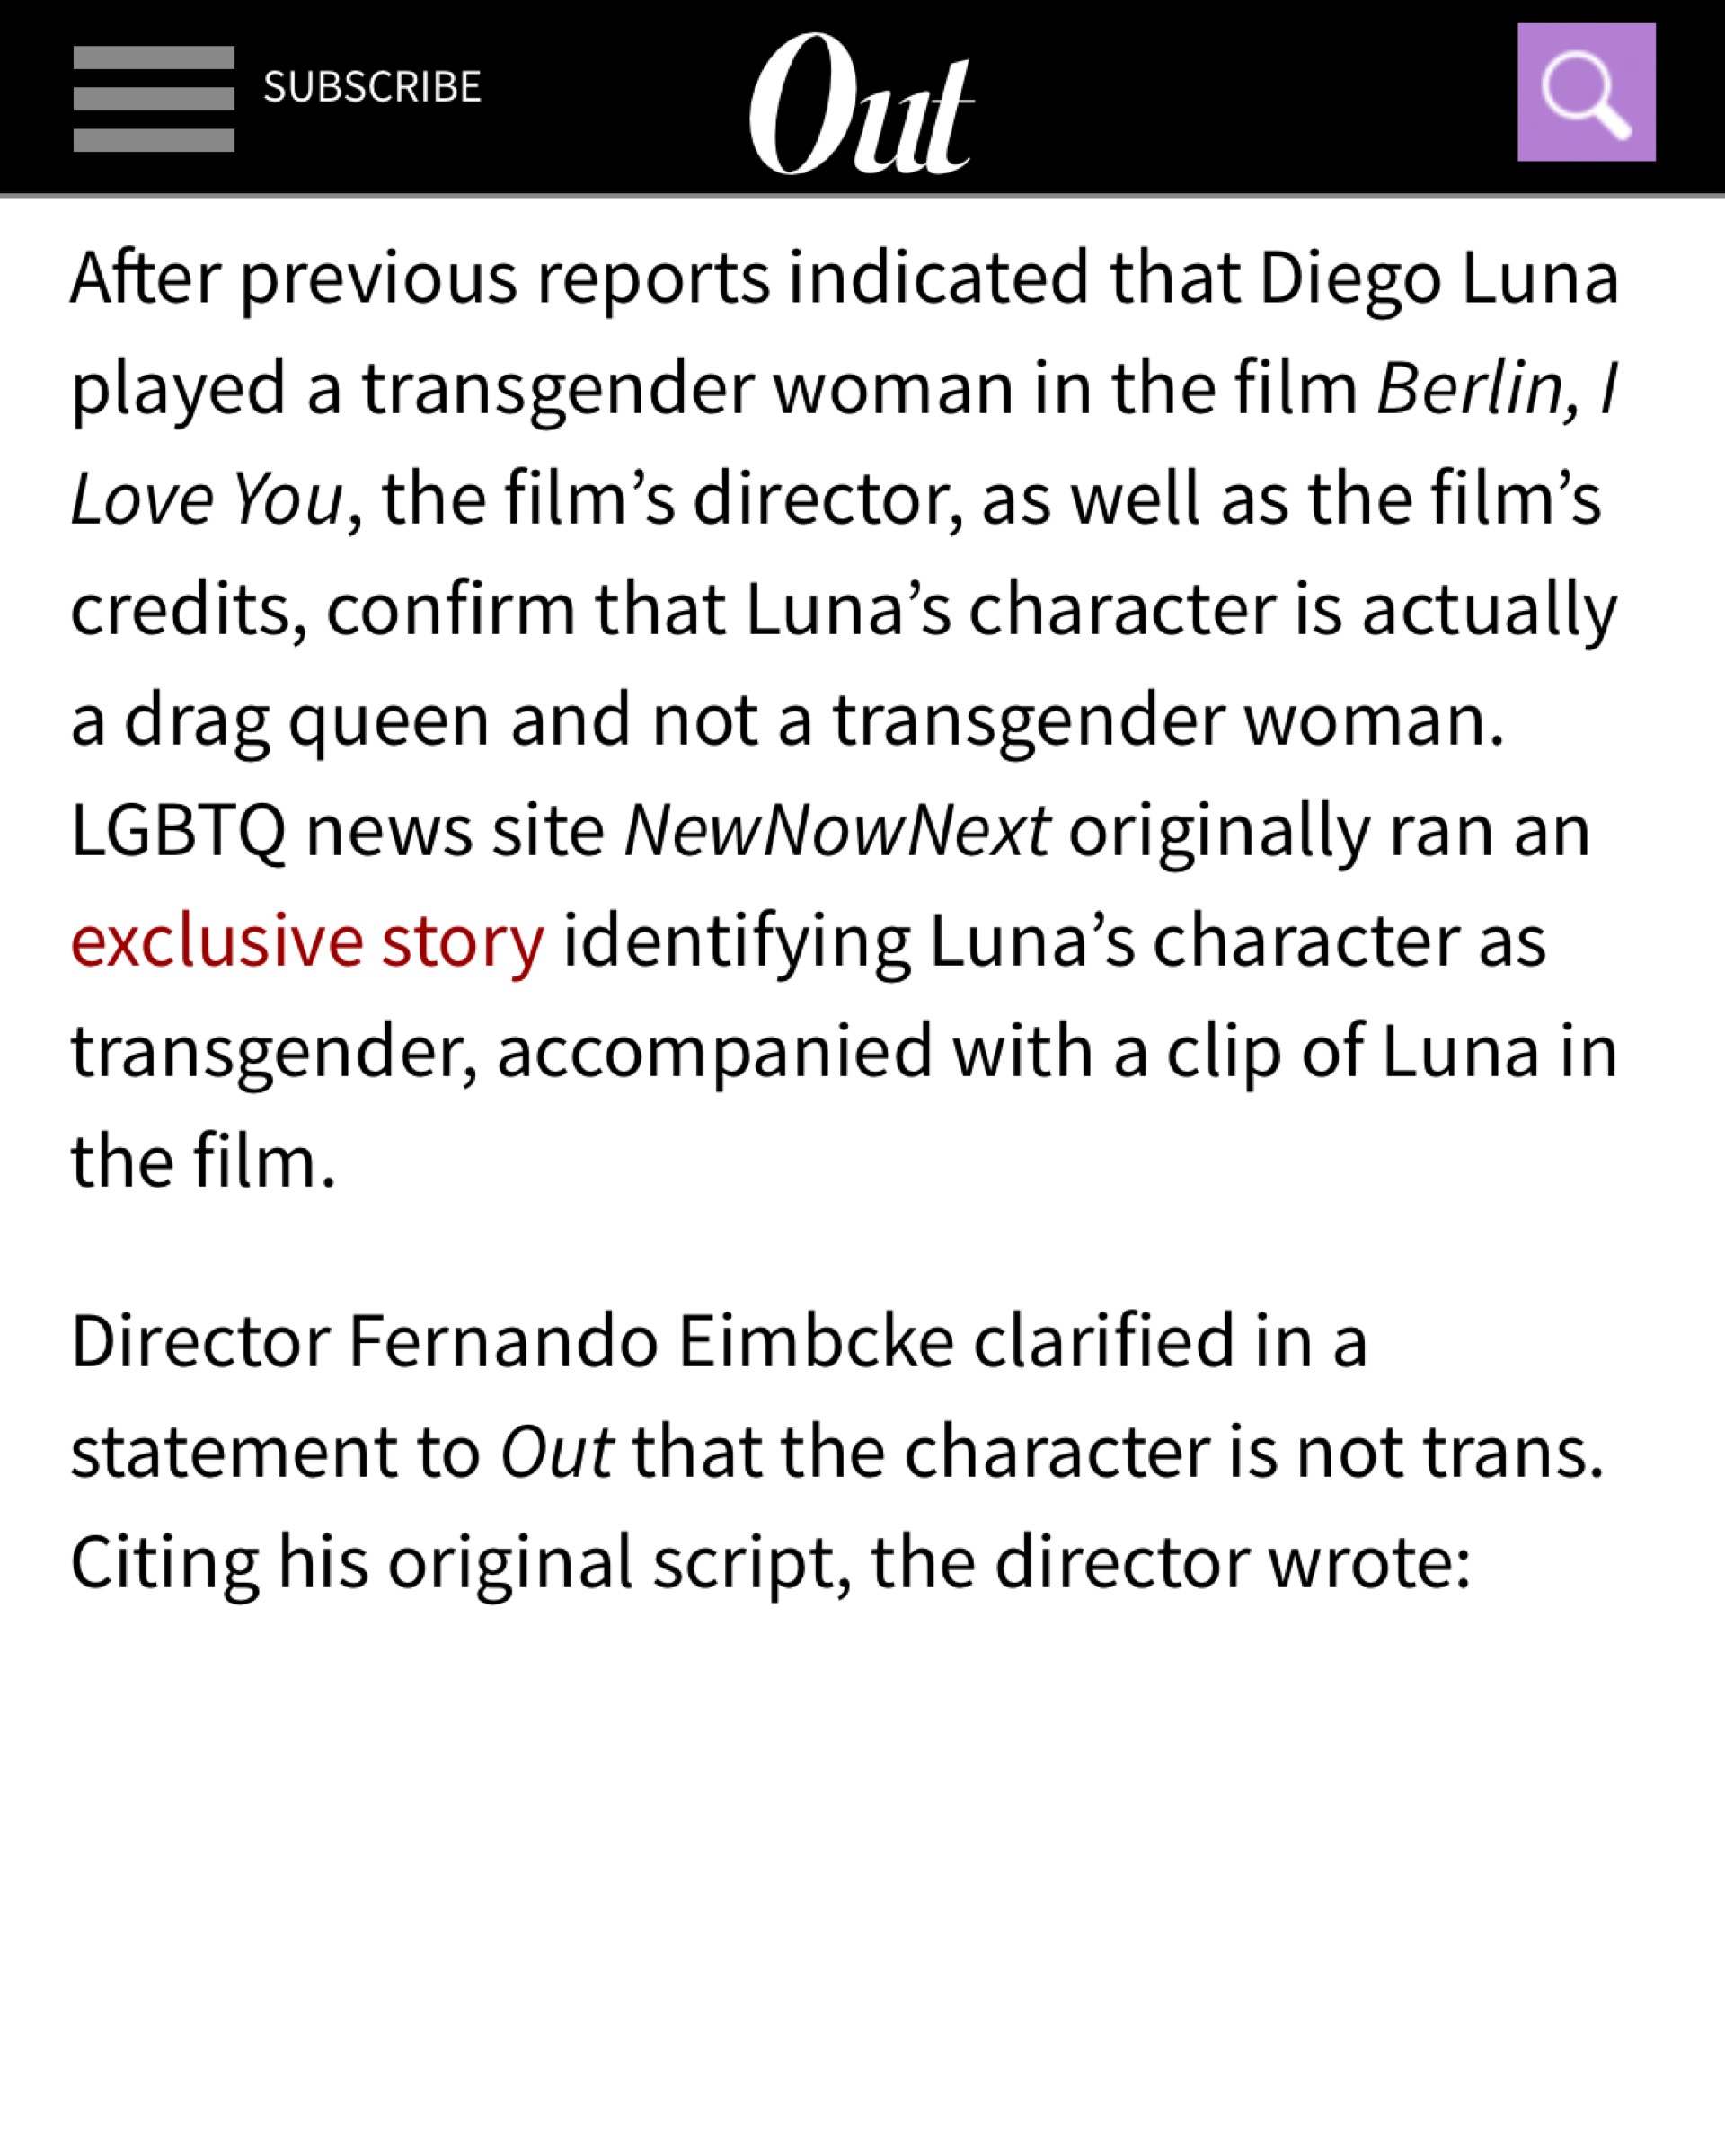 SUBSCRIBE
Out
After previous reports indicated that Diego Luna
played a transgender woman in the film Berlin, I
Love You, the film’s director, as well as the film’s
credits, confirm that Luna’s character is actually
a drag queen and not a transgender woman.
LGBTQ news site NewNowNext originally ran an
exclusive story identifying Luna’s character as
transgender, accompanied with a clip of Luna in
the film.
Director Fernando Eimbcke clarified in a
statement to Out that the character is not trans.
Citing his original script, the director wrote: